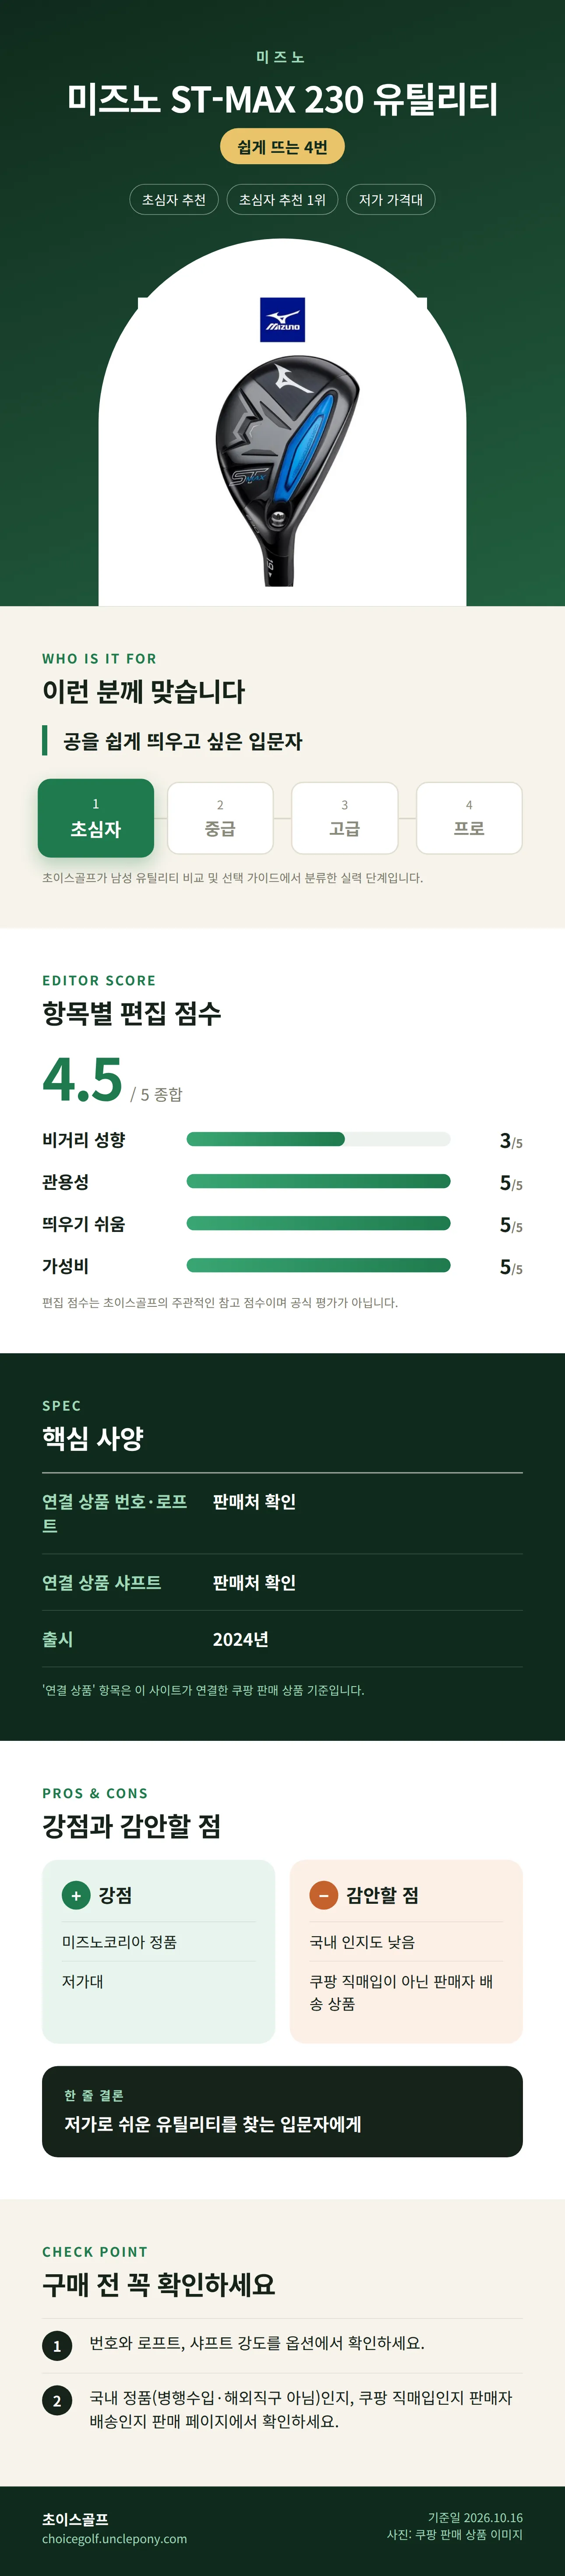 미즈노
미즈노 ST-MAX 230 유틸리티
쉽게 뜨는 4번
초심자 추천
초심자 추천 1위
저가 가격대
MIZUNO
ST MAX
WHO IS IT FOR
이런 분께 맞습니다
공을 쉽게 띄우고 싶은 입문자
1
초심자
2
중급
3
고급
4
프로
초이스골프가 남성 유틸리티 비교 및 선택 가이드에서 분류한 실력 단계입니다.
EDITOR SCORE
항목별 편집 점수
4.5 / 5 종합
비거리 성향 3/5
관용성 5/5
띄우기 쉬움 5/5
가성비 5/5
편집 점수는 초이스골프의 주관적인 참고 점수이며 공식 평가가 아닙니다.
SPEC
핵심 사양
연결 상품 번호·로프
트
판매처 확인
연결 상품 샤프트 판매처 확인
출시 2024년
'연결 상품' 항목은 이 사이트가 연결한 쿠팡 판매 상품 기준입니다.
PROS & CONS
강점과 감안할 점
+ 강점
미즈노코리아 정품
저가대
− 감안할 점
국내 인지도 낮음
쿠팡 직매입이 아닌 판매자 배
송 상품
한 줄 결론
저가로 쉬운 유틸리티를 찾는 입문자에게
CHECK POINT
구매 전 꼭 확인하세요
1 번호와 로프트, 샤프트 강도를 옵션에서 확인하세요.
2 국내 정품(병행수입·해외직구 아님)인지, 쿠팡 직매입인지 판매자
배송인지 판매 페이지에서 확인하세요.
초이스골프
choicegolf.unclepony.com
기준일 2026.10.16
사진: 쿠팡 판매 상품 이미지